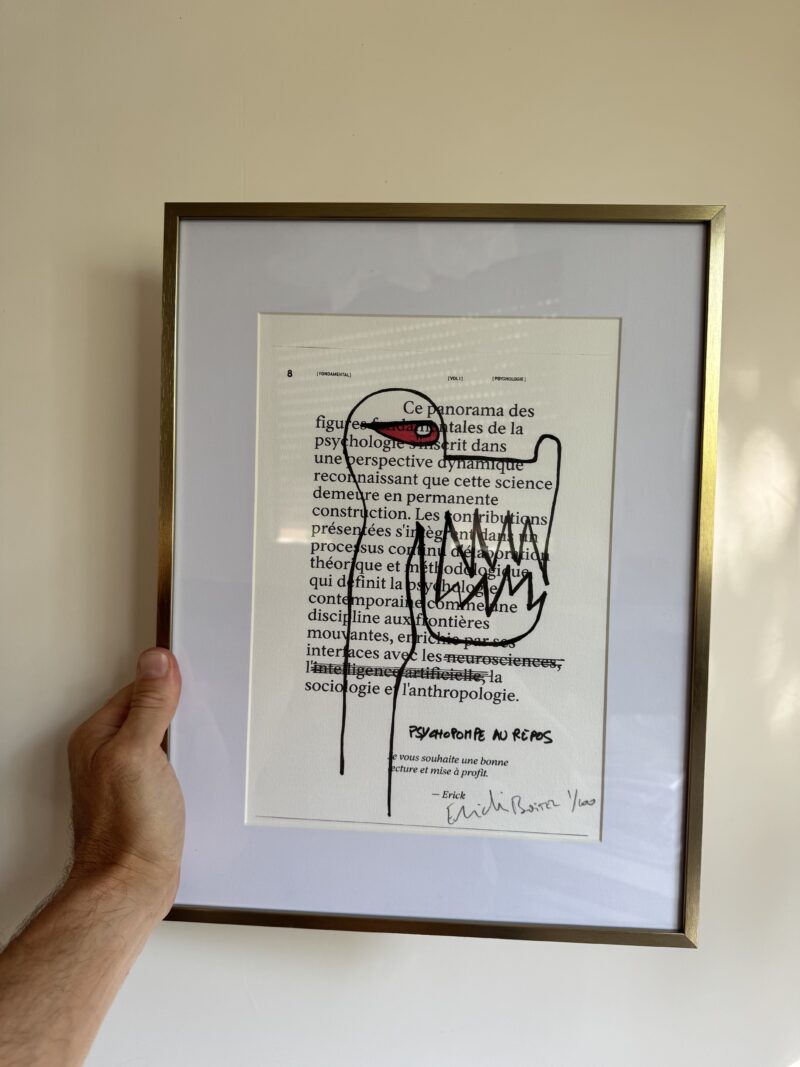 8 [FONDAMENTAL] [VOL I] [PSYCHOLOGIE]
Ce panorama des
figures fondamentales de la
psychologie s'inscrit dans
une perspective dynamique
reconnaissant que cette science
demeure en permanente
construction. Les contributions
présentées s'intègrent dans un
processus continu d'élaboration
théorique et méthodologique
qui définit la psychologie
contemporaine comme une
discipline aux frontières
mouvantes, enrichie par ses
interfaces avec les neurosciences,
l'intelligence artificielle, la
sociologie et l'anthropologie.
PSYCHOPOMPE AU REPOS
Je vous souhaite une bonne
lecture et mise à profit.
— Erick
1/100